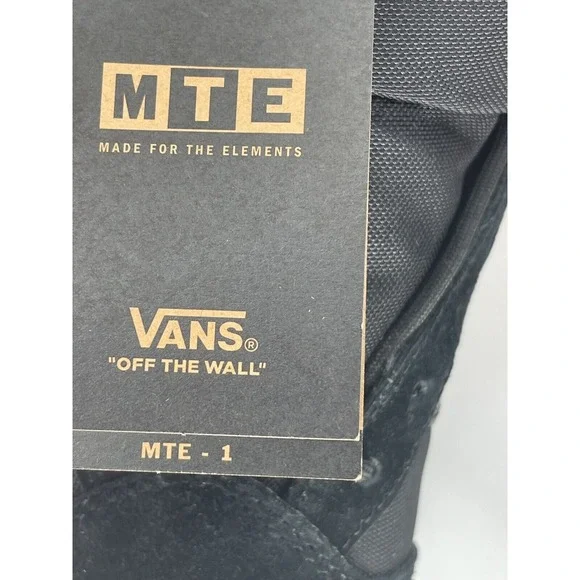 MTE
MADE FOR THE ELEMENTS
VANS®
"OFF THE WALL"
MTE - 1